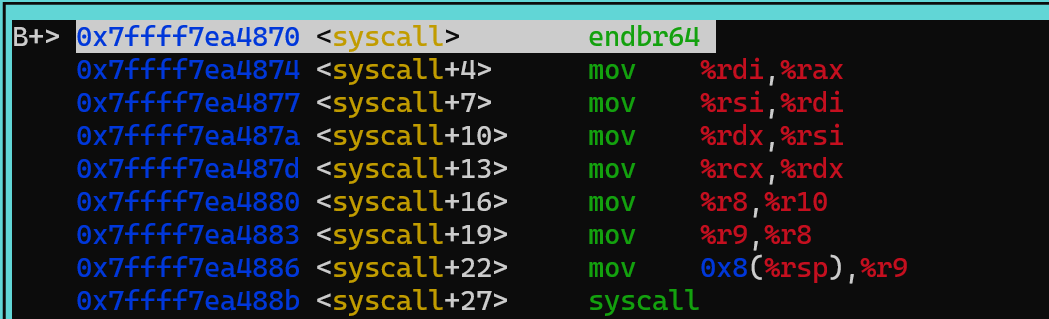 B+> 0x7ffff7ea4870 <syscall>        endbr64
    0x7ffff7ea4874 <syscall+4>      mov    %rdi,%rax
    0x7ffff7ea4877 <syscall+7>      mov    %rsi,%rdi
    0x7ffff7ea487a <syscall+10>     mov    %rdx,%rsi
    0x7ffff7ea487d <syscall+13>     mov    %rcx,%rdx
    0x7ffff7ea4880 <syscall+16>     mov    %r8,%r10
    0x7ffff7ea4883 <syscall+19>     mov    %r9,%r8
    0x7ffff7ea4886 <syscall+22>     mov    0x8(%rsp),%r9
    0x7ffff7ea488b <syscall+27>     syscall